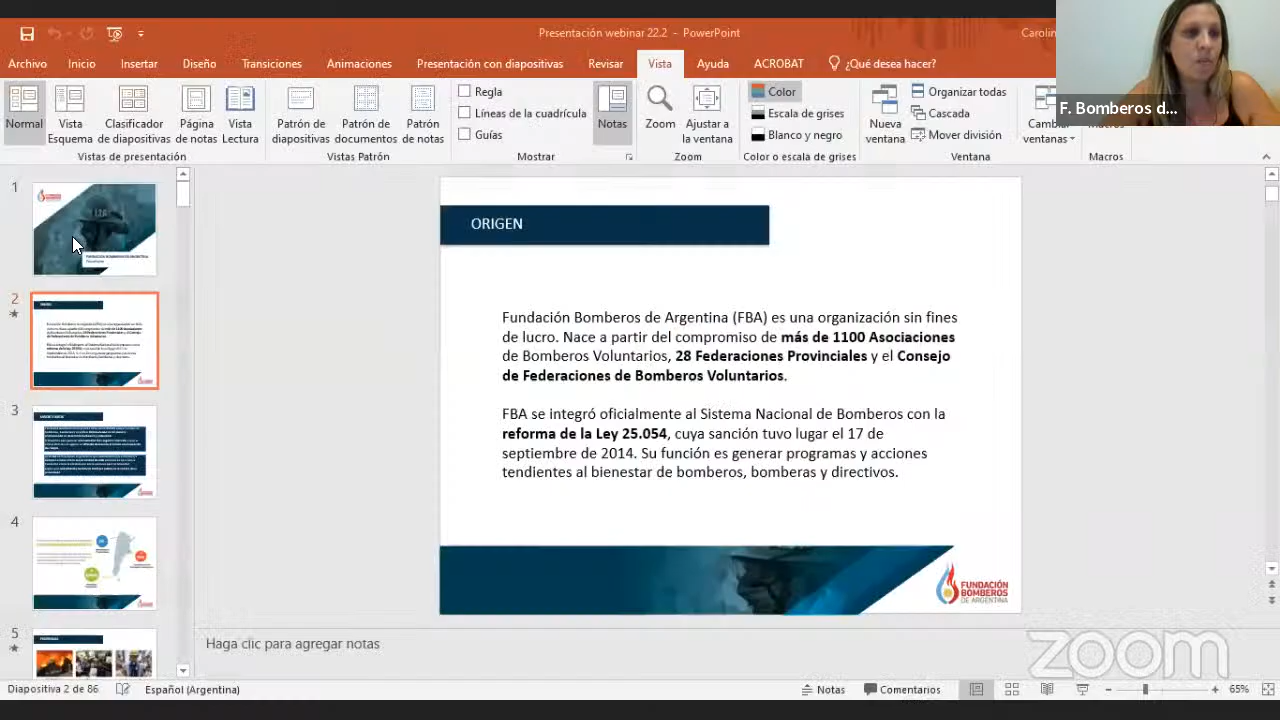 Presentación webinar 22.2 - PowerPoint
Carolin
Archivo Inicio Insertar Diseño Transiciones Animaciones Presentación con diapositivas Revisar Vista Ayuda ACROBAT ¿Qué desea hacer?
F. Bomberos d...
Normal
Vista Esquema
Clasificador de diapositivas
Página de notas
Vista Lectura
Vistas de presentación
Patrón de diapositivas
Patrón de documentos
Patrón de notas
Vistas Patrón
Regla
Líneas de la cuadrícula
Guías
Mostrar
Notas
Zoom
Ajustar a la ventana
Zoom
Color
Escala de grises
Blanco y negro
Color o escala de grises
Nueva ventana
Organizar todas
Cascada
Mover división
Ventana
ventanas
Macros
1
2
3
4
5
ORIGEN
Fundación Bomberos de Argentina (FBA) es una organización sin fines
de lucro. Nace a partir del compromiso de más de 1100 Asociaciones
de Bomberos Voluntarios, 28 Federaciones Provinciales y el Consejo
de Federaciones de Bomberos Voluntarios.
FBA se integró oficialmente al Sistema Nacional de Bomberos con la
reforma de la Ley 25.054, cuya sanción tuvo lugar el 17 de
septiembre de 2014. Su función es generar programas y acciones
tendientes al bienestar de bomberos, bomberas y directivos.
FUNDACIÓN
BOMBEROS
DE ARGENTINA
Haga clic para agregar notas
zoom
Diapositiva 2 de 86 Español (Argentina) Notas Comentarios 65%